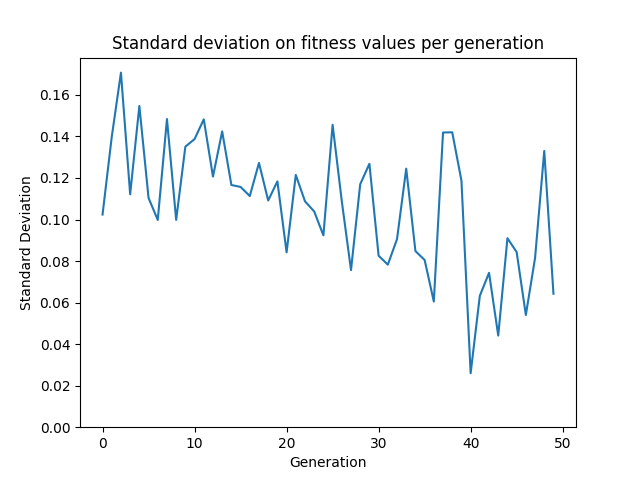 Standard deviation on fitness values per generation
0.16
0.14
0.12
0.10
0.08
0.06
0.04
0.02
0.00
Standard Deviation
0 10 20 30 40 50
Generation